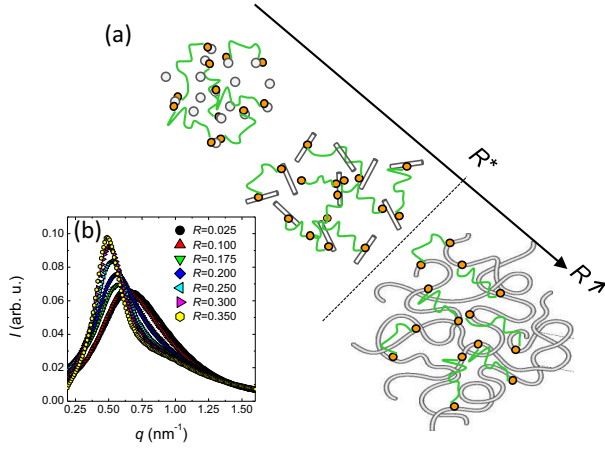 (a)
R*
R↗
(b)
R=0.025
R=0.100
R=0.175
R=0.200
R=0.250
R=0.300
R=0.350
0.10
0.08
0.06
0.04
0.02
0.00
I (arb. u.)
0.25 0.50 0.75 1.00 1.25 1.50
q (nm⁻¹)